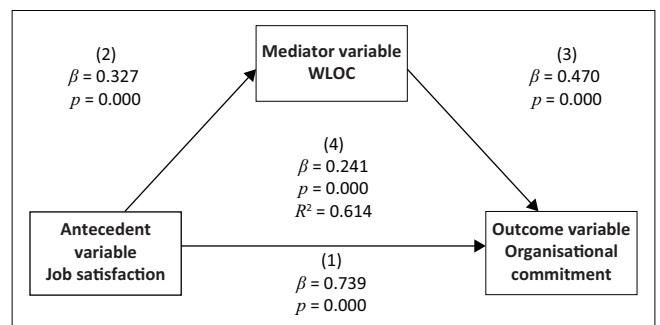 (2)
β = 0.327
p = 0.000
Mediator variable
WLOC
(3)
β = 0.470
p = 0.000
(4)
β = 0.241
p = 0.000
R² = 0.614
Antecedent
variable
Job satisfaction
Outcome variable
Organisational
commitment
(1)
β = 0.739
p = 0.000